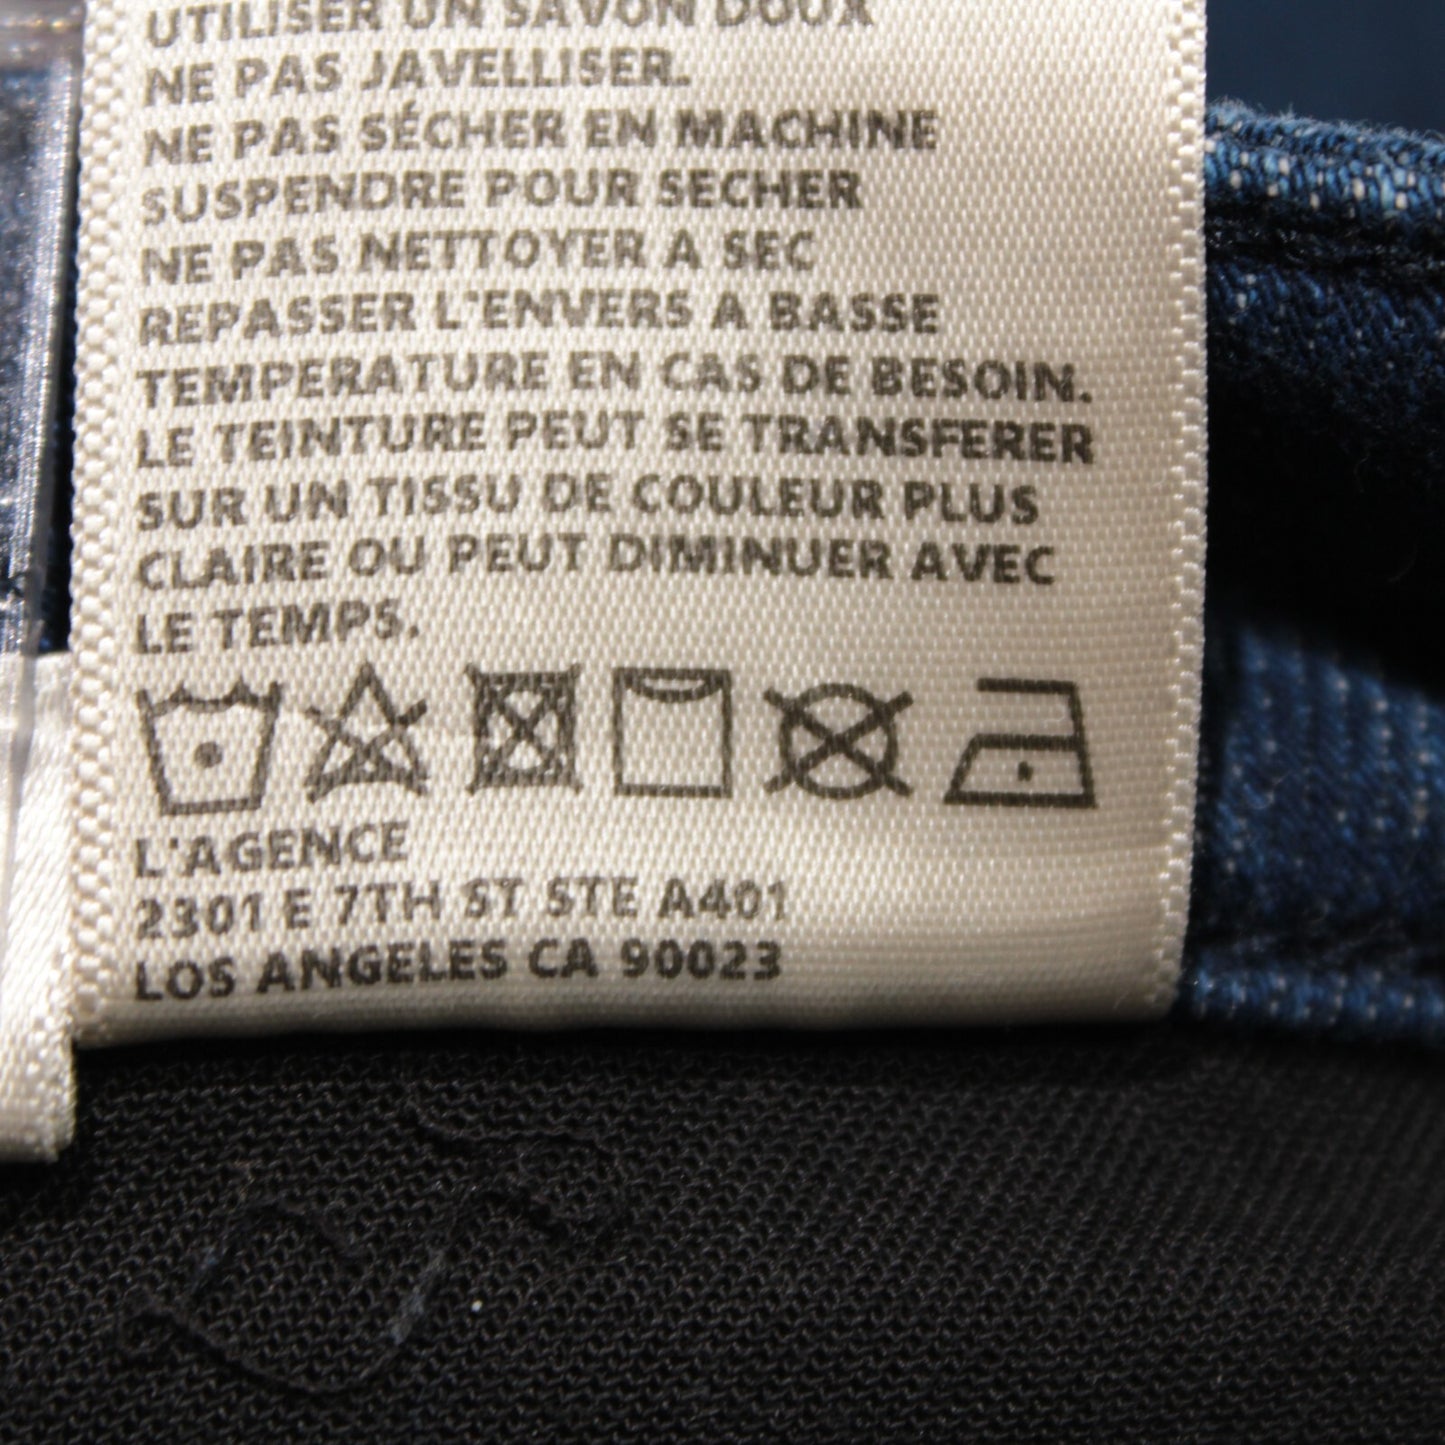 UTILISER UN SAVON DOUX
NE PAS JAVELLISER.
NE PAS SÉCHER EN MACHINE
SUSPENDRE POUR SECHER
NE PAS NETTOYER A SEC
REPASSER L'ENVERS A BASSE
TEMPERATURE EN CAS DE BESOIN.
LE TEINTURE PEUT SE TRANSFERER
SUR UN TISSU DE COULEUR PLUS
CLAIRE OU PEUT DIMINUER AVEC
LE TEMPS.
L'AGENCE
2301 E 7TH ST STE A401
LOS ANGELES CA 90023